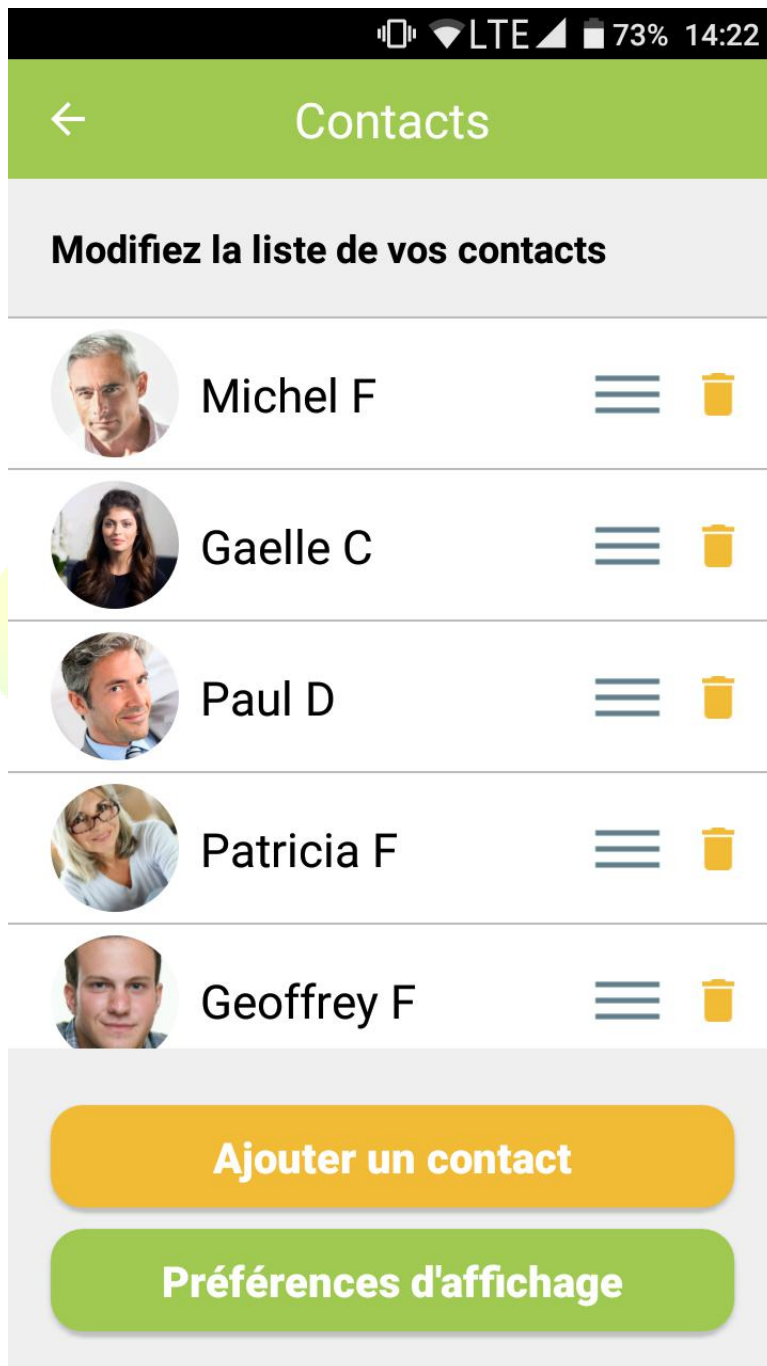 LTE 73% 14:22
Contacts
Modifiez la liste de vos contacts
Michel F
Gaelle C
Paul D
Patricia F
Geoffrey F
Ajouter un contact
Préférences d'affichage